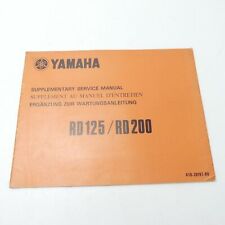 YAMAHA
SUPPLEMENTARY SERVICE MANUAL
SUPPLEMENT AU MANUEL D'ENTRETIEN
ERGÄNZUNG ZUR WARTUNGSANLEITUNG
RD125/RD200